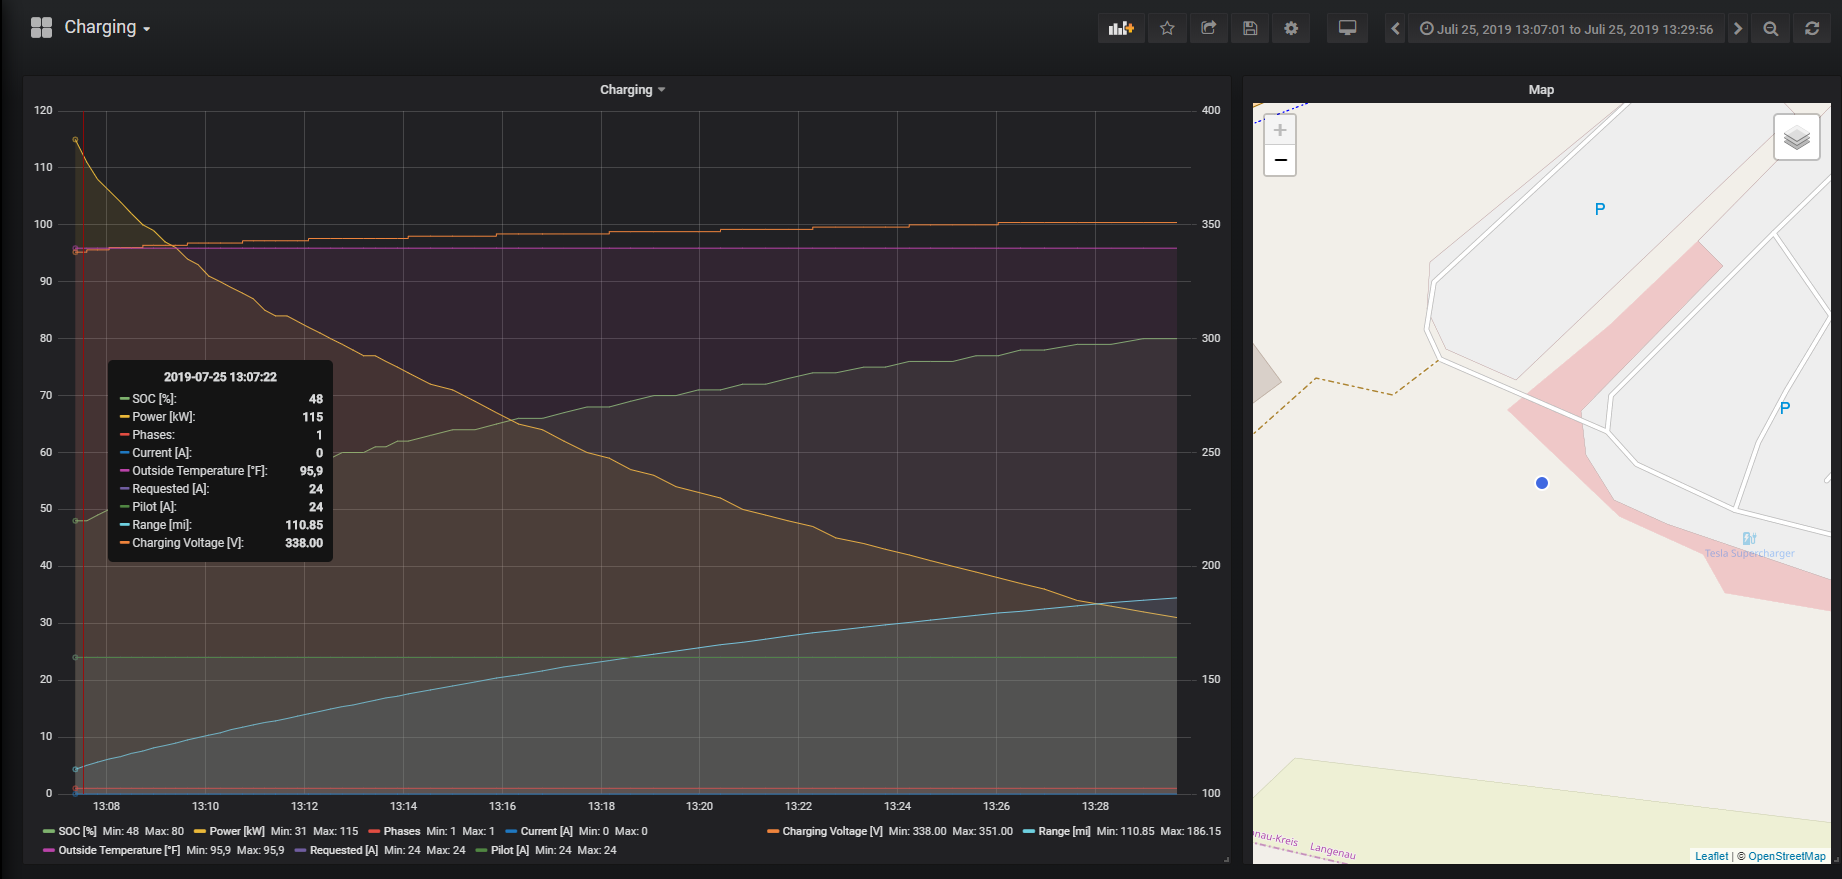 Charging
Juli 25, 2019 13:07:01 to Juli 25, 2019 13:29:56
Charging
120
110
100
90
80
70
60
50
40
30
20
10
0
400
350
300
250
200
150
100
2019-07-25 13:07:22
SOC [%]: 48
Power [kW]: 115
Phases: 1
Current [A]: 0
Outside Temperature [°F]: 95,9
Requested [A]: 24
Pilot [A]: 24
Range [mi]: 110.85
Charging Voltage [V]: 338.00
13:08 13:10 13:12 13:14 13:16 13:18 13:20 13:22 13:24 13:26 13:28
SOC [%] Min: 48 Max: 80 Power [kW] Min: 31 Max: 115 Phases Min: 1 Max: 1 Current [A] Min: 0 Max: 0 Charging Voltage [V] Min: 338.00 Max: 351.00 Range [mi] Min: 110.85 Max: 186.15
Outside Temperature [°F] Min: 95,9 Max: 95,9 Requested [A] Min: 24 Max: 24 Pilot [A] Min: 24 Max: 24
Map
+
−
P
P
Tesla Supercharger
nau-Kreis
Langenau
Leaflet | © OpenStreetMap